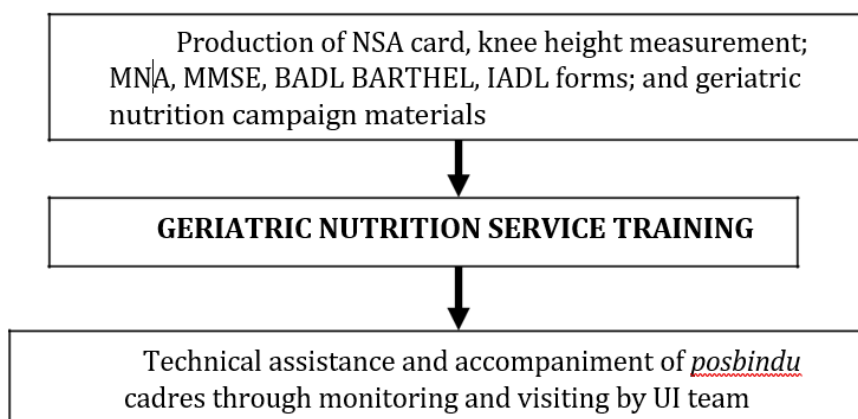 Production of NSA card, knee height measurement;
MNA, MMSE, BADL BARTHEL, IADL forms; and geriatric
nutrition campaign materials
GERIATRIC NUTRITION SERVICE TRAINING
Technical assistance and accompaniment of posbindu
cadres through monitoring and visiting by UI team